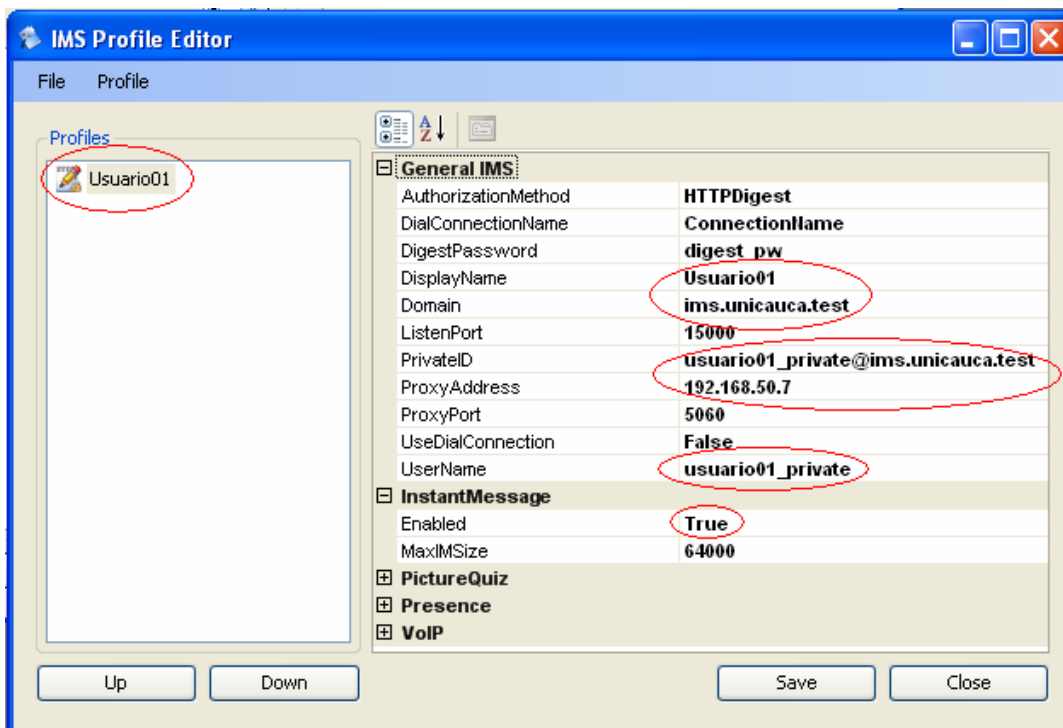 IMS Profile Editor
File Profile
Profiles
Usuario01
General IMS
AuthorizationMethod HTTPDigest
DialConnectionName ConnectionName
DigestPassword digest_pw
DisplayName Usuario01
Domain ims.unicauca.test
ListenPort 15000
PrivateID usuario01_private@ims.unicauca.test
ProxyAddress 192.168.50.7
ProxyPort 5060
UseDialConnection False
UserName usuario01_private
InstantMessage
Enabled True
MaxIMSize 64000
PictureQuiz
Presence
VoIP
Up Down Save Close